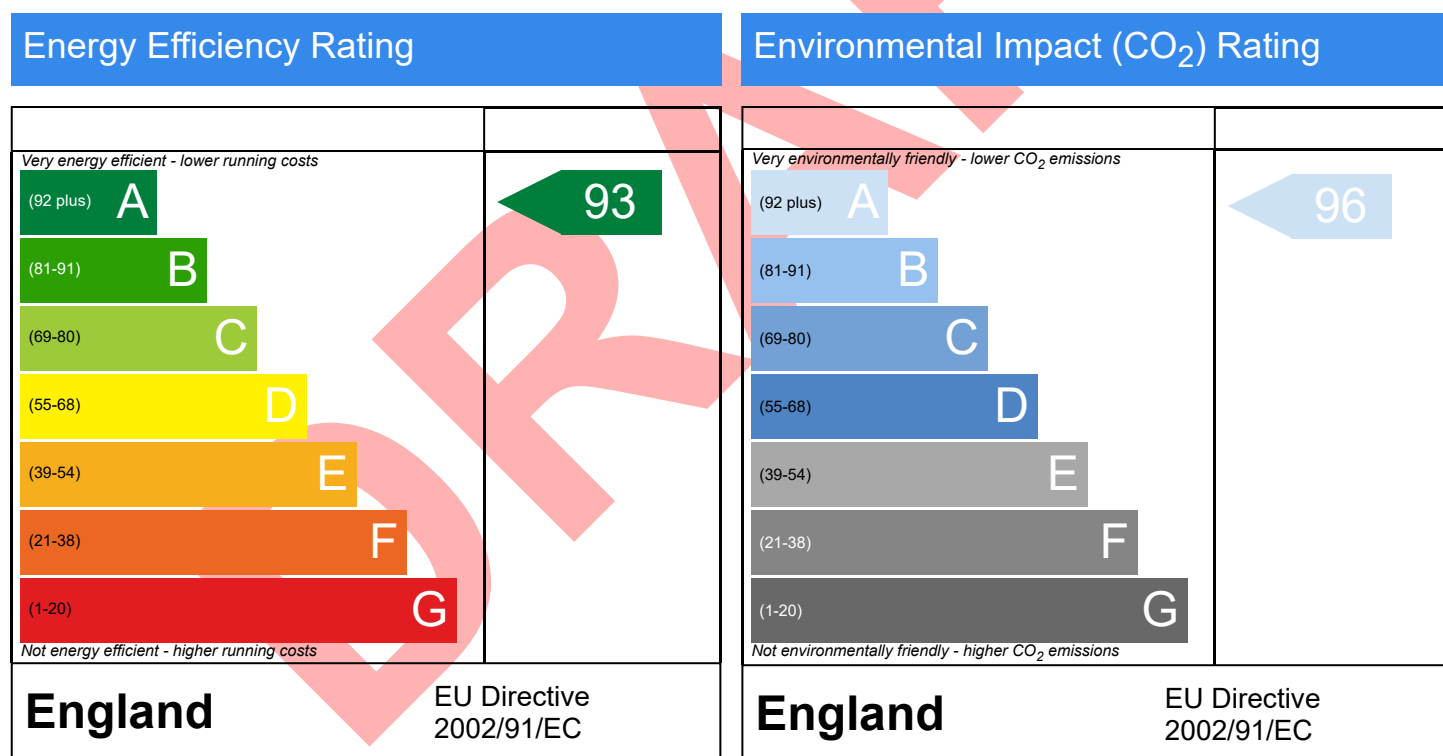 Energy Efficiency Rating
Very energy efficient - lower running costs
(92 plus) A
93
(81-91) B
(69-80) C
(55-68) D
(39-54) E
(21-38) F
(1-20) G
Not energy efficient - higher running costs
England
EU Directive
2002/91/EC
Environmental Impact (CO₂) Rating
Very environmentally friendly - lower CO₂ emissions
(92 plus) A
96
(81-91) B
(69-80) C
(55-68) D
(39-54) E
(21-38) F
(1-20) G
Not environmentally friendly - higher CO₂ emissions
England
EU Directive
2002/91/EC
DRA